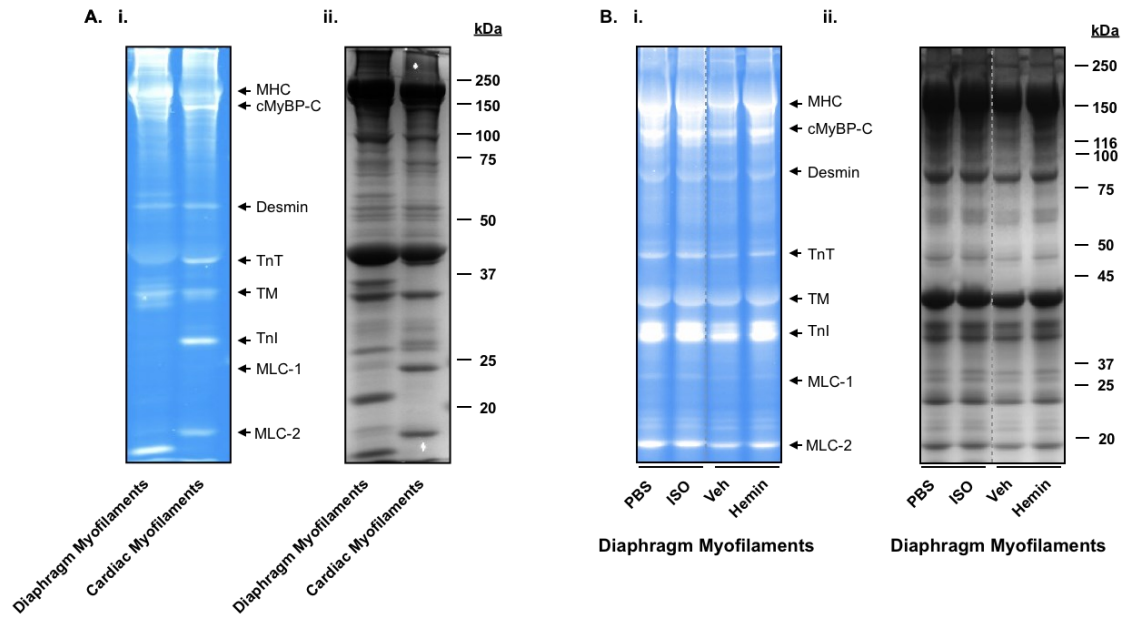 A. i. ii.
kDa
MHC
cMyBP-C
Desmin
TnT
TM
TnI
MLC-1
MLC-2
250
150
100
75
50
37
25
20
Diaphragm Myofilaments
Cardiac Myofilaments
Diaphragm Myofilaments
Cardiac Myofilaments
B. i. ii.
kDa
MHC
cMyBP-C
Desmin
TnT
TM
TnI
MLC-1
MLC-2
250
150
116
100
75
50
45
37
25
20
PBS ISO Veh Hemin
Diaphragm Myofilaments
PBS ISO Veh Hemin
Diaphragm Myofilaments